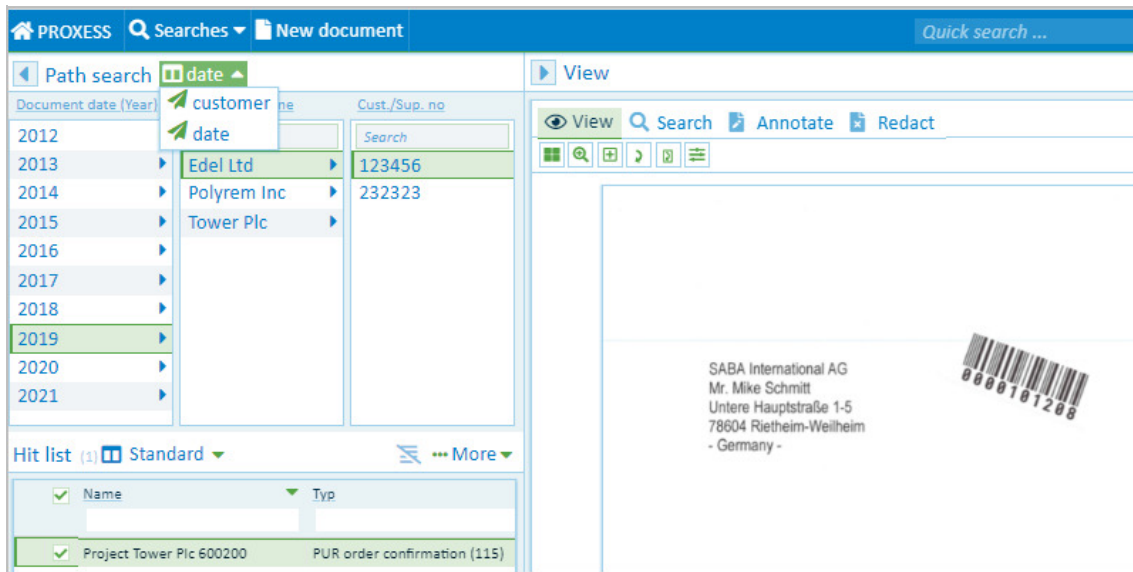 PROXESS Searches New document Quick search ...
Path search date
customer
date
Document date (Year) ne Cust./Sup. no
Search
2012
2013
2014
2015
2016
2017
2018
2019
2020
2021
Edel Ltd
Polyrem Inc
Tower Plc
123456
232323
Hit list (1) Standard More
Name Typ
Project Tower Plc 600200 PUR order confirmation (115)
View
View Search Annotate Redact
SABA International AG
Mr. Mike Schmitt
Untere Hauptstraße 1-5
78604 Rietheim-Weilheim
- Germany -
0000101208